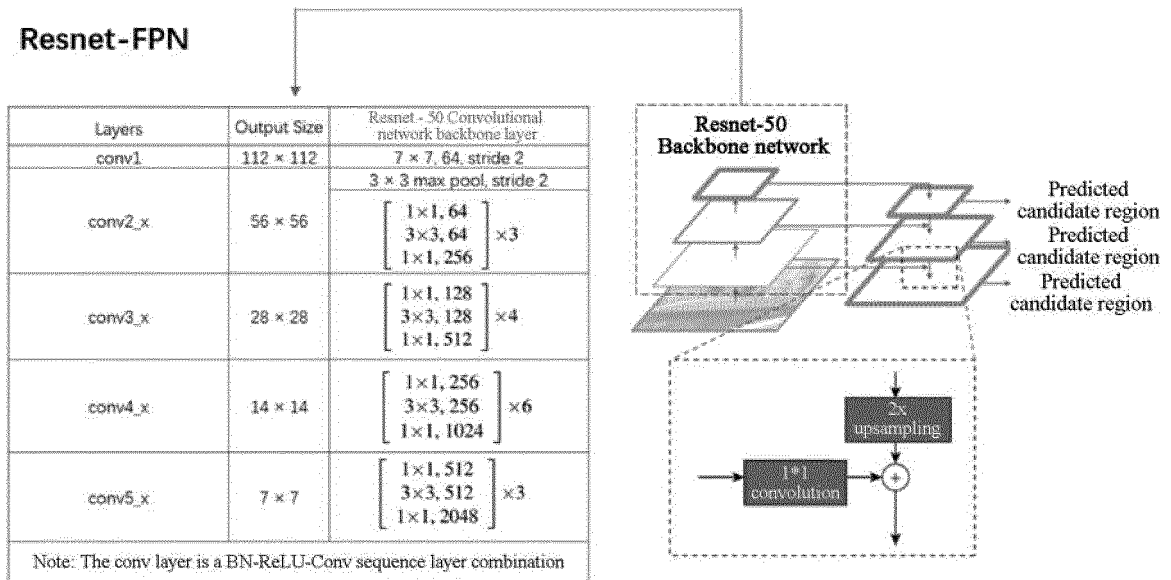 Resnet-FPN
Layers
Output Size
Resnet - 50 Convolutional
network backbone layer
conv1
112 × 112
7 × 7, 64, stride 2
3 × 3 max pool, stride 2
conv2_x
56 × 56
1×1, 64
3×3, 64
1×1, 256
×3
conv3_x
28 × 28
1×1, 128
3×3, 128
1×1, 512
×4
conv4_x
14 × 14
1×1, 256
3×3, 256
1×1, 1024
×6
conv5_x
7 × 7
1×1, 512
3×3, 512
1×1, 2048
×3
Note: The conv layer is a BN-ReLU-Conv sequence layer combination
Resnet-50
Backbone network
Predicted
candidate region
Predicted
candidate region
Predicted
candidate region
2x
upsampling
1*1
convolution
+